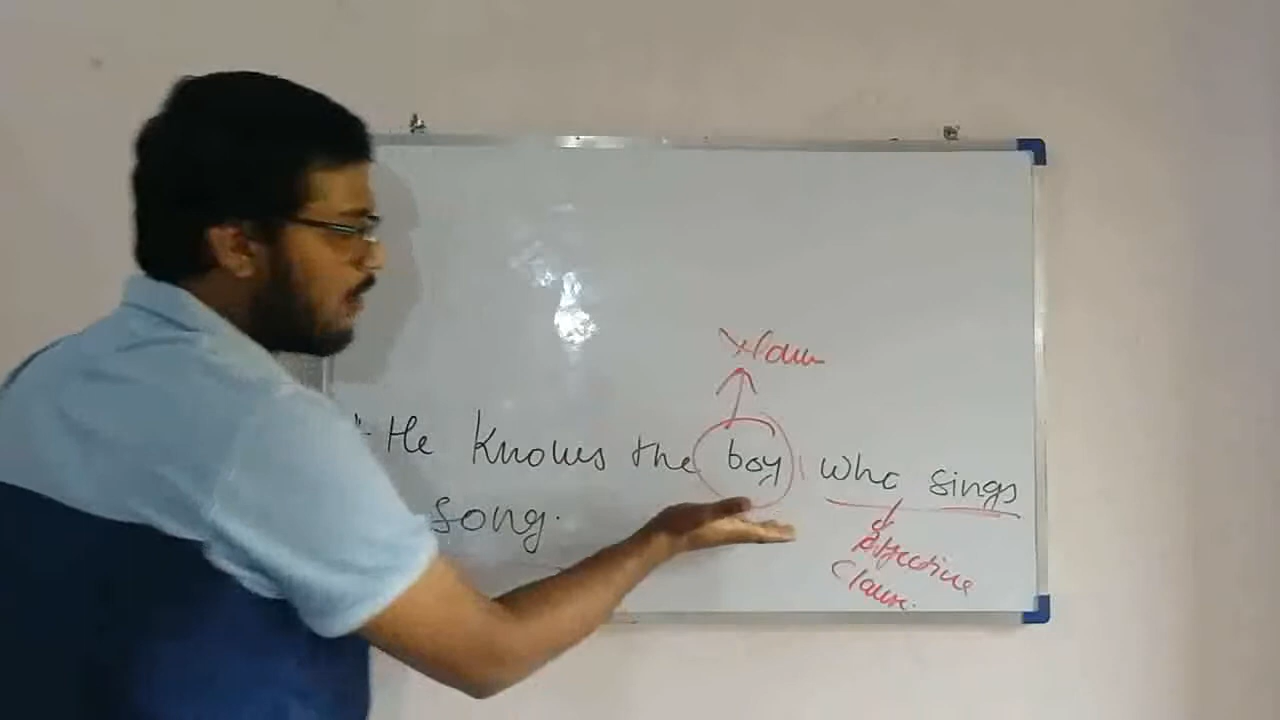 Noun
He knows the boy who sings
song.
Adjective
Clause.